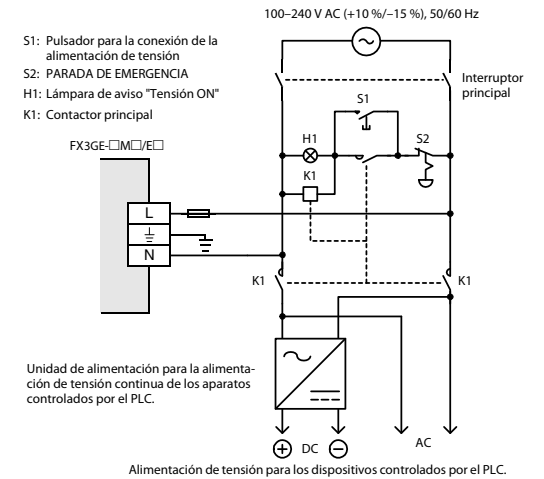 100–240 V AC (+10 %/–15 %), 50/60 Hz
S1: Pulsador para la conexión de la
alimentación de tensión
S2: PARADA DE EMERGENCIA
H1: Lámpara de aviso "Tensión ON"
K1: Contactor principal
Interruptor
principal
S1
H1
S2
K1
FX3GE-□M□/E□
L
N
K1
K1
Unidad de alimentación para la alimenta-
ción de tensión continua de los aparatos
controlados por el PLC.
DC
AC
Alimentación de tensión para los dispositivos controlados por el PLC.